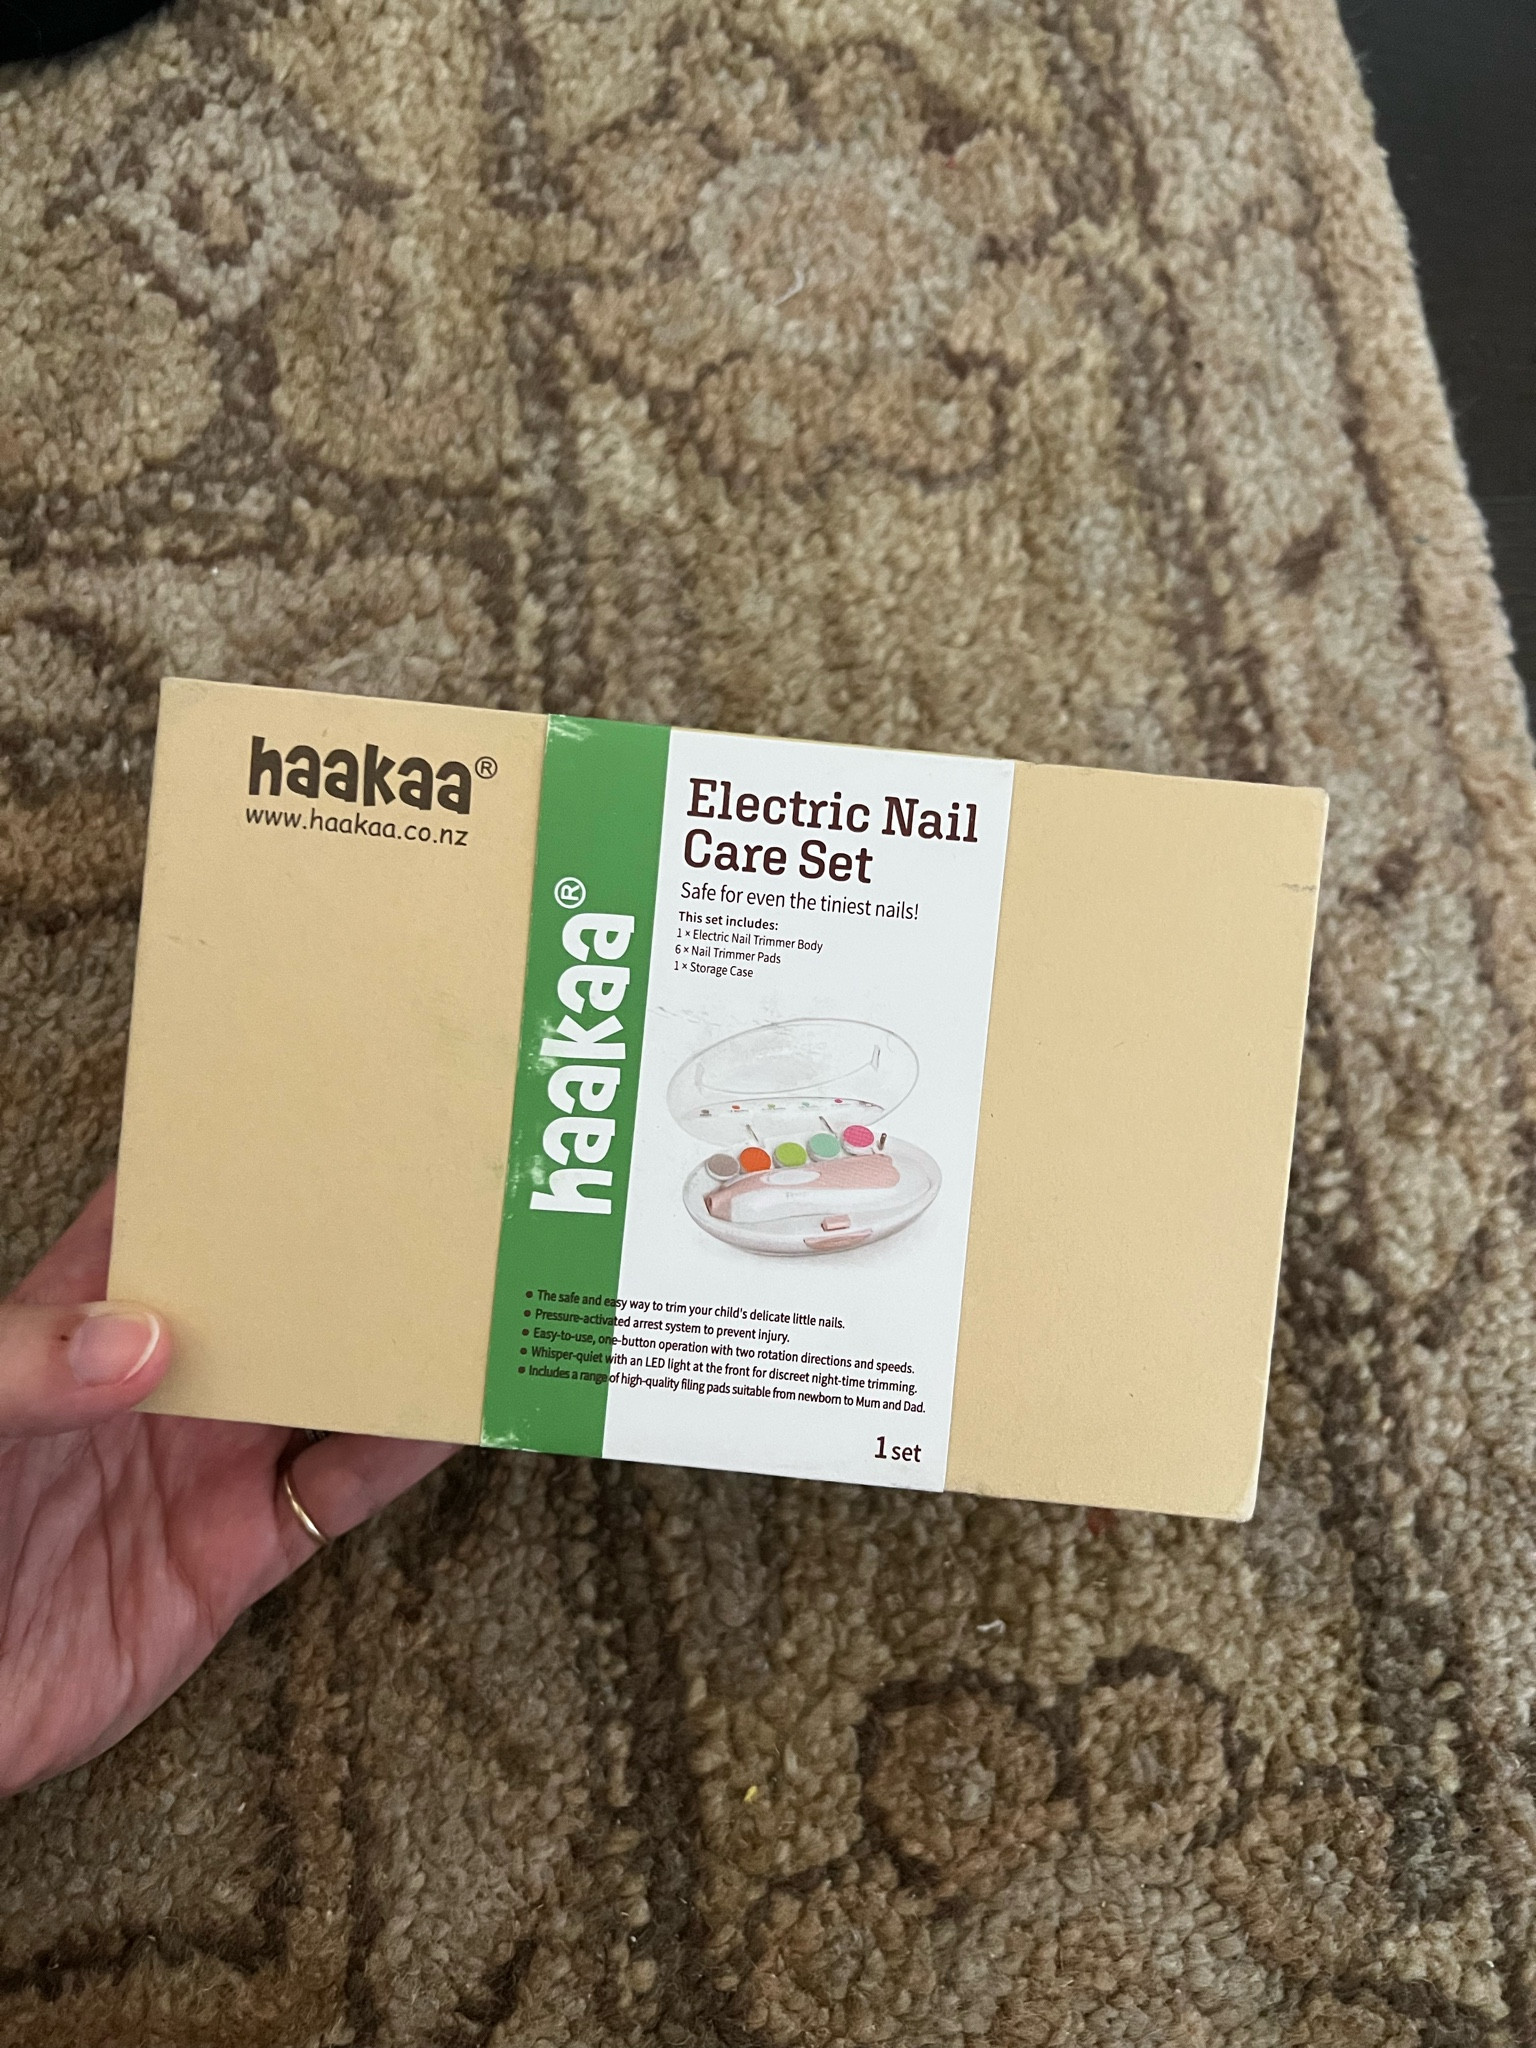 haakaa®
www.haakaa.co.nz
haakaa®
Electric Nail
Care Set
Safe for even the tiniest nails!
This set includes:
1 × Electric Nail Trimmer Body
6 × Nail Trimmer Pads
1 × Storage Case
• The safe and easy way to trim your child's delicate little nails.
• Pressure-activated arrest system to prevent injury.
• Easy-to-use, one-button operation with two rotation directions and speeds.
• Whisper-quiet with an LED light at the front for discreet night-time trimming.
• Includes a range of high-quality filing pads suitable from newborn to Mum and Dad.
1 set